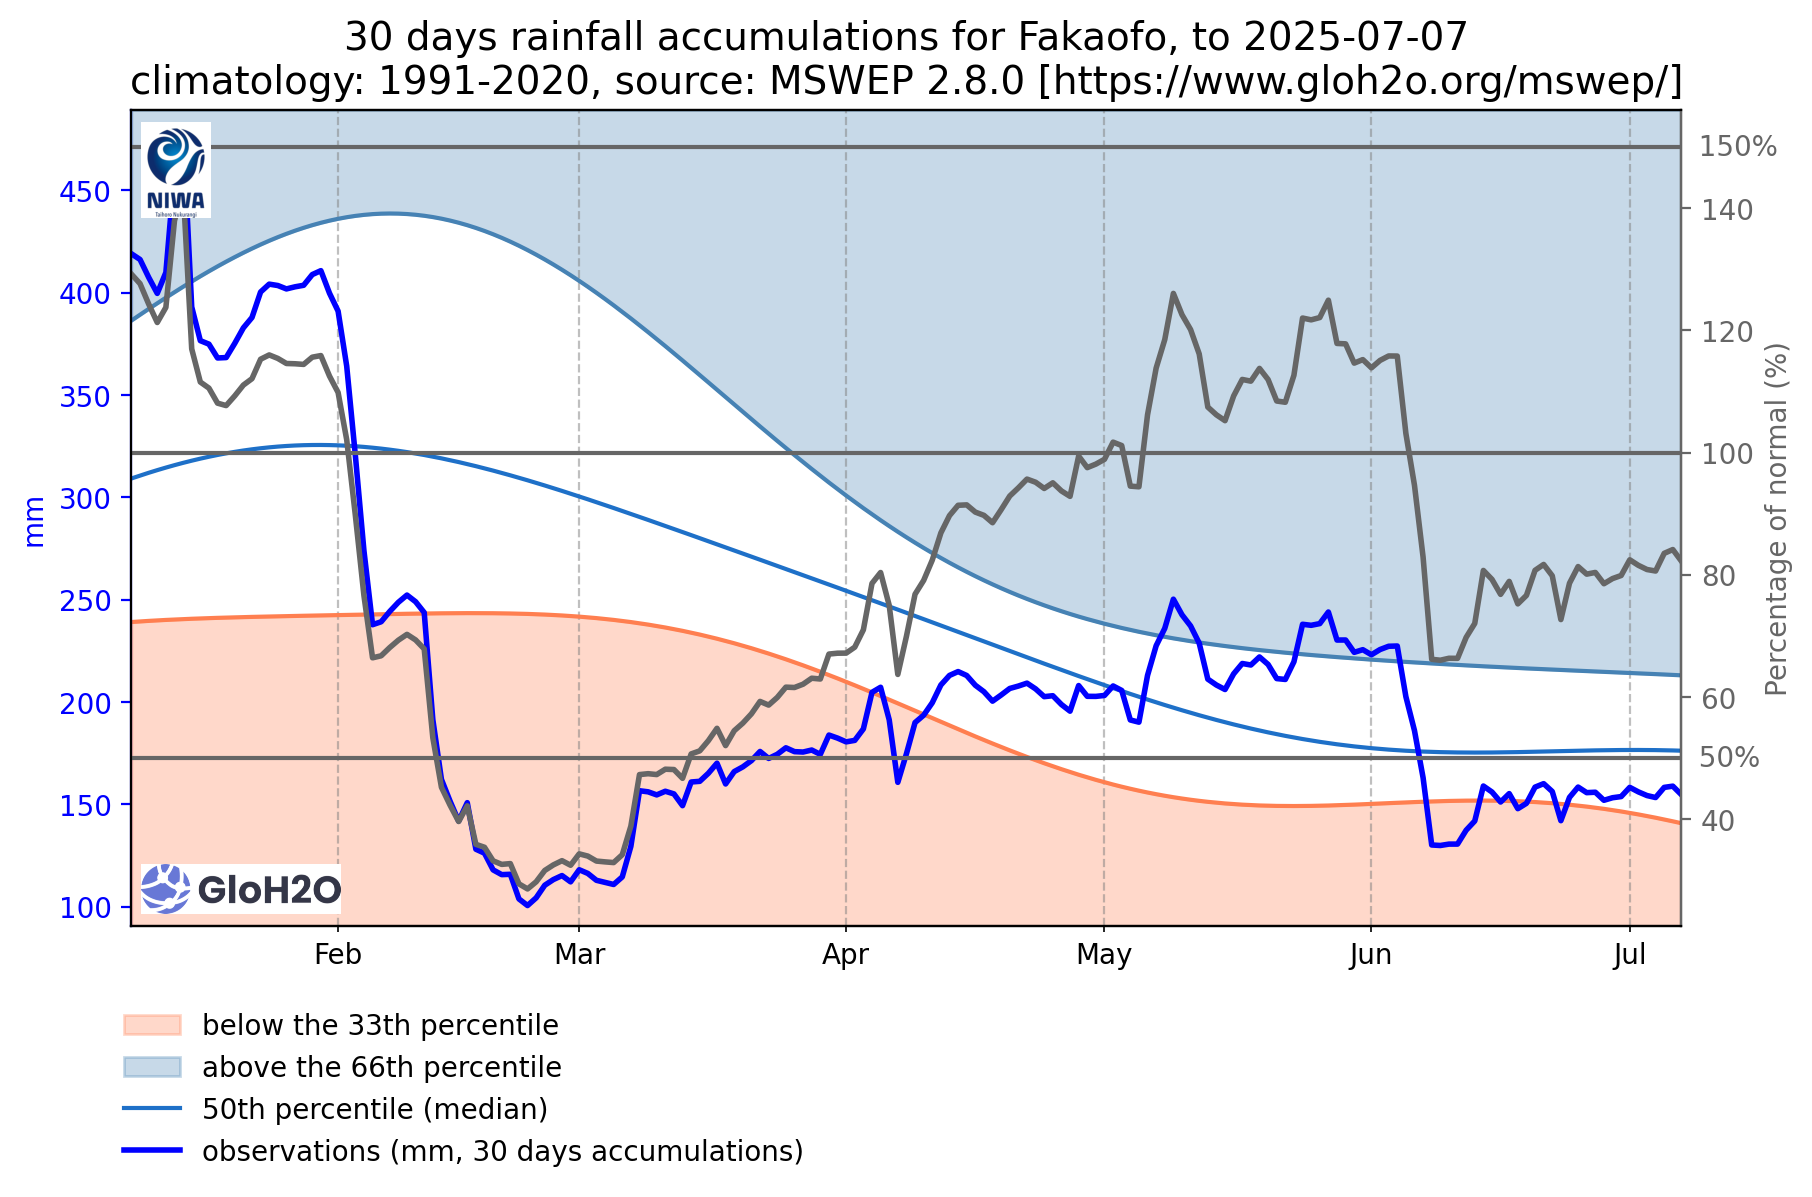 30 days rainfall accumulations for Fakaofo, to 2025-07-07
climatology: 1991-2020, source: MSWEP 2.8.0 [https://www.gloh2o.org/mswep/]
NIWA
Taihoro Nukurangi
450
400
350
300
250
200
150
100
mm
150%
140
120
100
80
60
50%
40
Percentage of normal (%)
GloH2O
Feb
Mar
Apr
May
Jun
Jul
below the 33th percentile
above the 66th percentile
50th percentile (median)
observations (mm, 30 days accumulations)